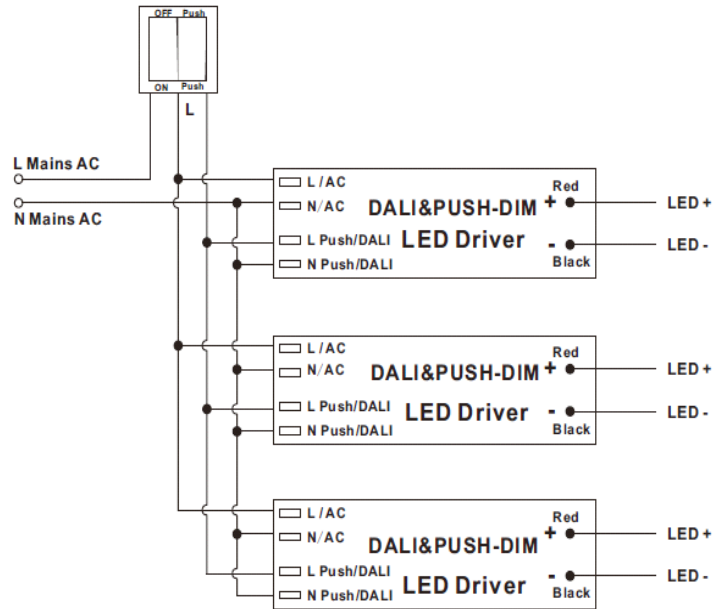 OFF Push
ON Push
L
L Mains AC
N Mains AC
L/AC
N/AC
L Push/DALI
N Push/DALI
DALI&PUSH-DIM
LED Driver
Red
+
-
Black
LED +
LED -
L/AC
N/AC
L Push/DALI
N Push/DALI
DALI&PUSH-DIM
LED Driver
Red
+
-
Black
LED +
LED -
L/AC
N/AC
L Push/DALI
N Push/DALI
DALI&PUSH-DIM
LED Driver
Red
+
-
Black
LED +
LED -